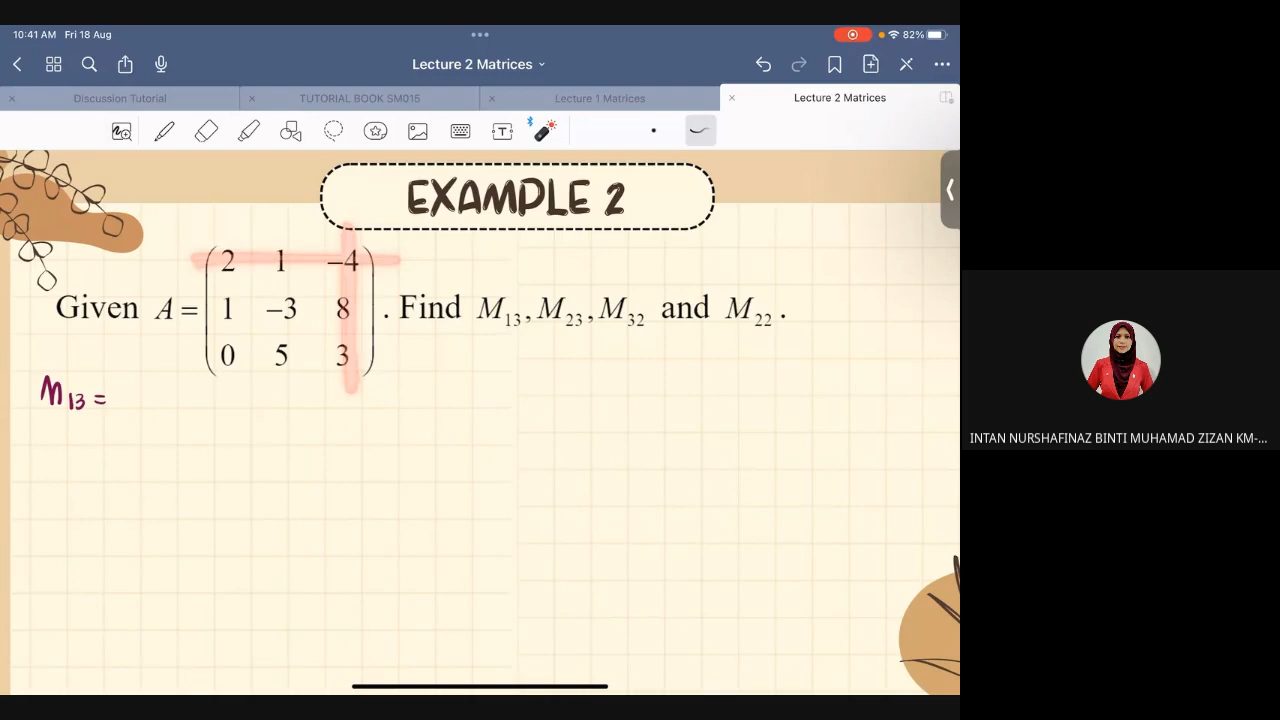 10:41 AM Fri 18 Aug
82%
Lecture 2 Matrices
Discussion Tutorial
TUTORIAL BOOK SM015
Lecture 1 Matrices
Lecture 2 Matrices
T
EXAMPLE 2
2 1 −4
Given A = 1 −3 8 . Find M₁₃, M₂₃, M₃₂ and M₂₂.
0 5 3
M₁₃ =
INTAN NURSHAFINAZ BINTI MUHAMAD ZIZAN KM-...